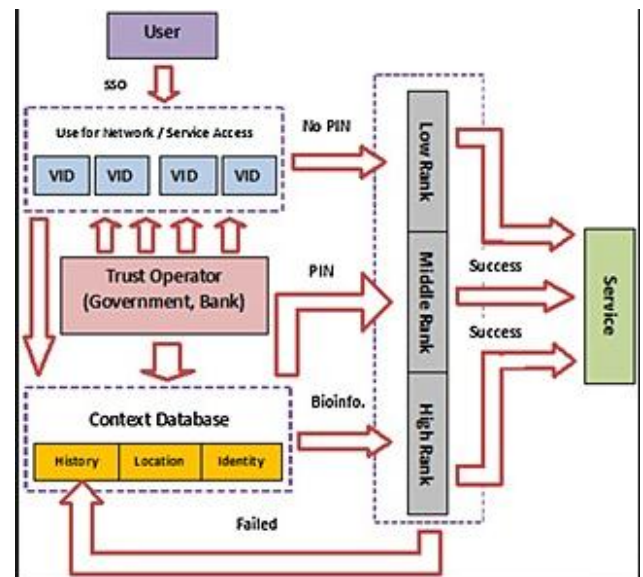 User
sso
Use for Network / Service Access
VID VID VID VID
No PIN
Trust Operator
(Government, Bank)
PIN
Context Database
History Location Identity
Bioinfo.
Failed
Low Rank
Middle Rank
High Rank
Success
Success
Service